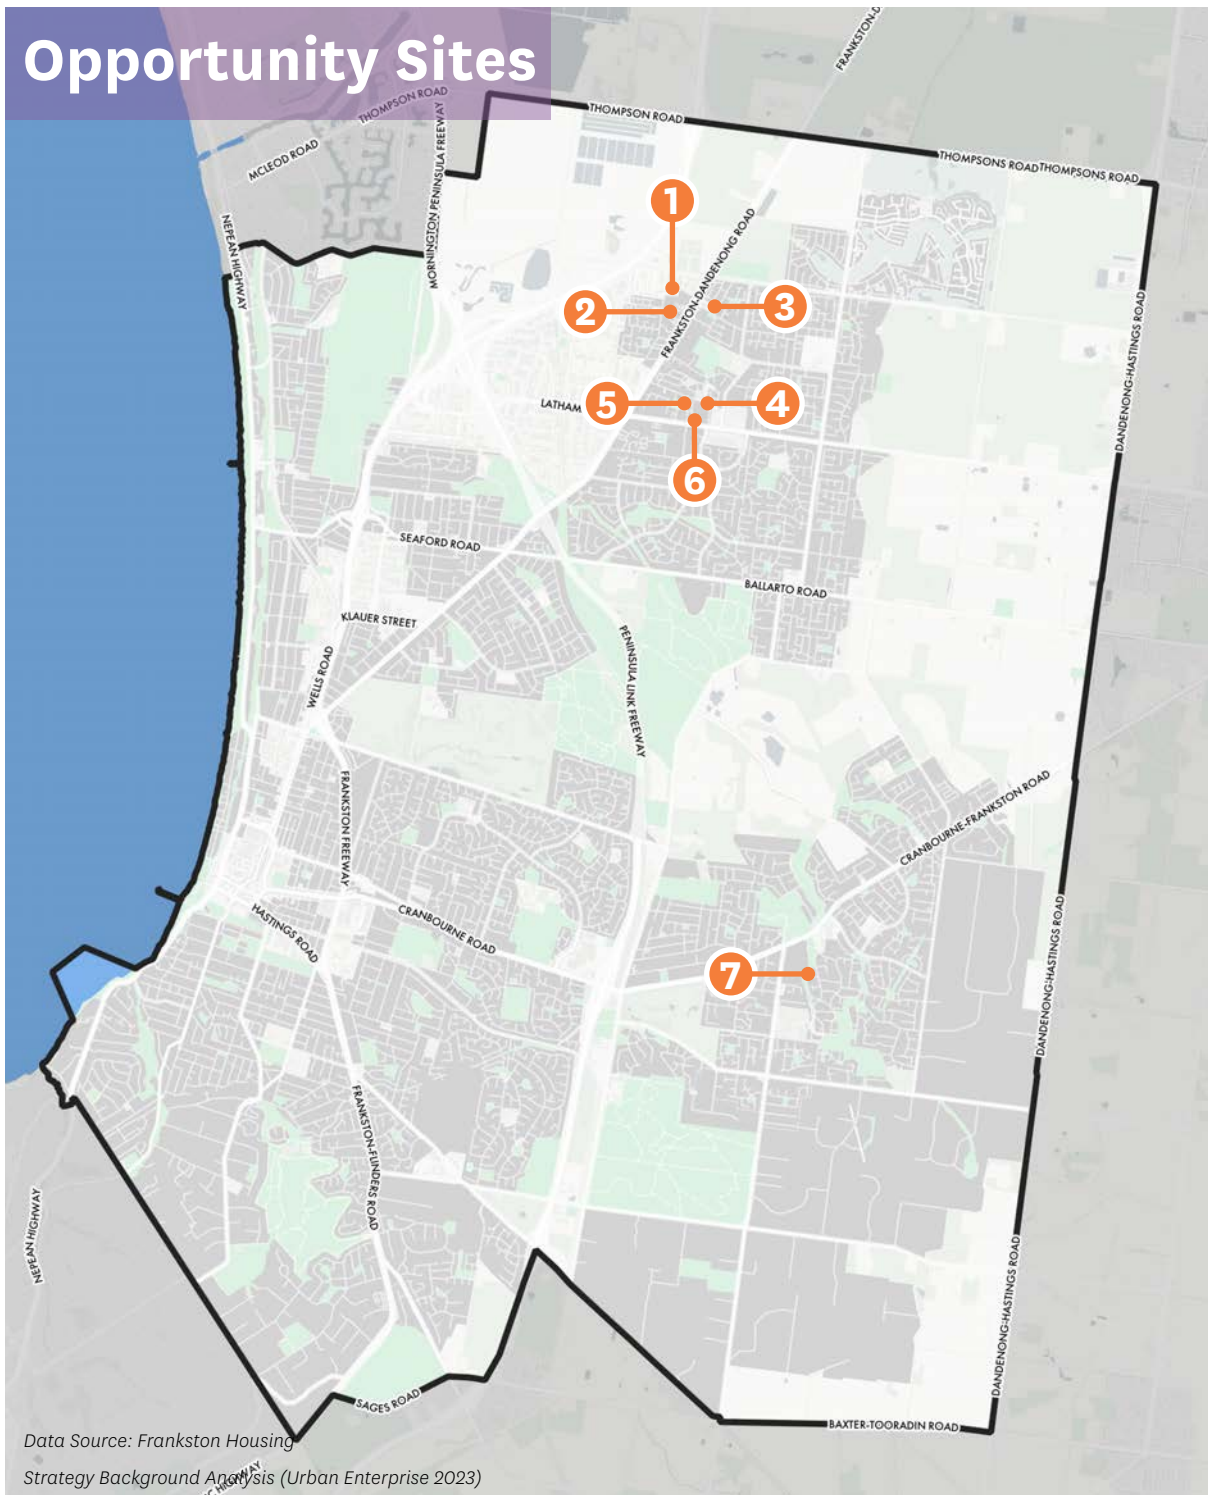 Opportunity Sites
FRANKSTON-D
THOMPSON ROAD
THOMPSON ROAD
MCLEOD ROAD
MORNINGTON PENINSULA FREEWAY
THOMPSONS ROAD
THOMPSONS ROAD
NEPEAN HIGHWAY
1
FRANKSTON-DANDENONG ROAD
2
3
DANDENONG-HASTINGS ROAD
LATHAM
5
4
6
SEAFORD ROAD
BALLARTO ROAD
KLAUER STREET
WELLS ROAD
PENINSULA LINK FREEWAY
FRANKSTON FREEWAY
CRANBOURNE-FRANKSTON ROAD
HASTINGS ROAD
CRANBOURNE ROAD
DANDENONG-HASTINGS ROAD
7
FRANKSTON-FLINDERS ROAD
NEPEAN HIGHWAY
DANDENONG-HASTINGS ROAD
SAGES ROAD
BAXTER-TOORADIN ROAD
Data Source: Frankston Housing
Strategy Background Analysis (Urban Enterprise 2023)
HIGHWAY